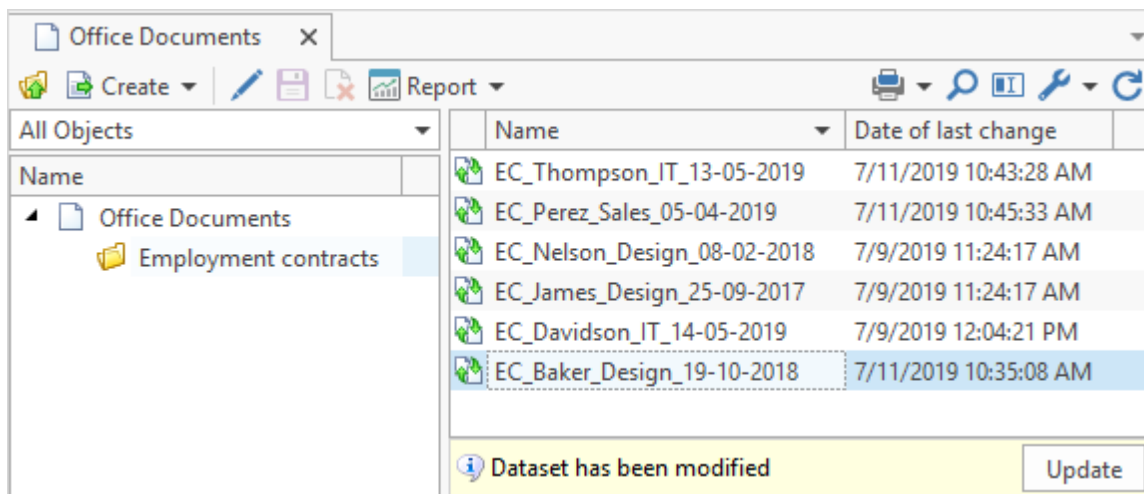 Office Documents
Create Report
All Objects
Name
Office Documents
Employment contracts
Name Date of last change
EC_Thompson_IT_13-05-2019 7/11/2019 10:43:28 AM
EC_Perez_Sales_05-04-2019 7/11/2019 10:45:33 AM
EC_Nelson_Design_08-02-2018 7/9/2019 11:24:17 AM
EC_James_Design_25-09-2017 7/9/2019 11:24:17 AM
EC_Davidson_IT_14-05-2019 7/9/2019 12:04:21 PM
EC_Baker_Design_19-10-2018 7/11/2019 10:35:08 AM
Dataset has been modified Update